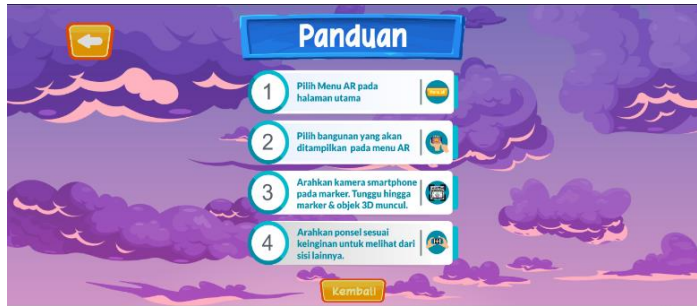 Panduan
1
Pilih Menu AR pada
halaman utama
2
Pilih bangunan yang akan
ditampilkan pada menu AR
3
Arahkan kamera smartphone
pada marker. Tunggu hingga
marker & objek 3D muncul.
4
Arahkan ponsel sesuai
keinginan untuk melihat dari
sisi lainnya.
Kembali